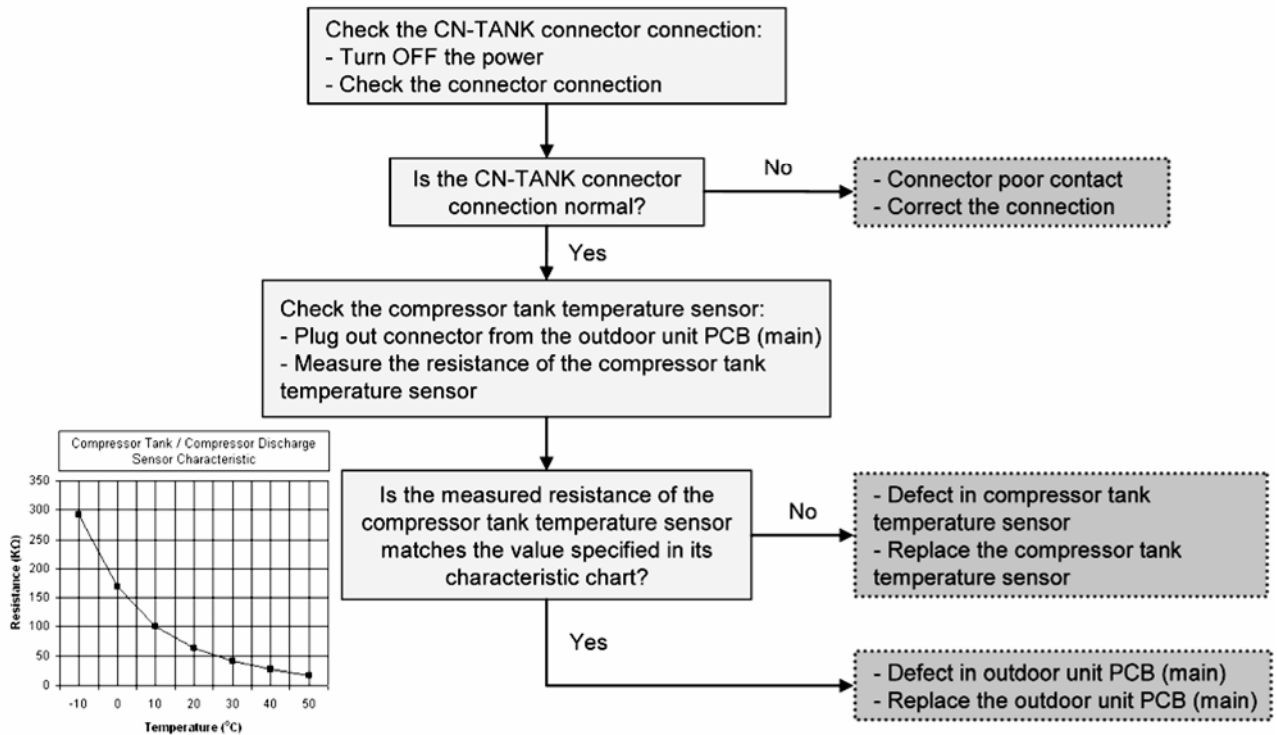 Check the CN-TANK connector connection:
- Turn OFF the power
- Check the connector connection
Is the CN-TANK connector
connection normal?
No
- Connector poor contact
- Correct the connection
Yes
Check the compressor tank temperature sensor:
- Plug out connector from the outdoor unit PCB (main)
- Measure the resistance of the compressor tank
temperature sensor
Compressor Tank / Compressor Discharge
Sensor Characteristic
Resistance (KΩ)
350
300
250
200
150
100
50
0
-10 0 10 20 30 40 50
Temperature (⁰C)
Is the measured resistance of the
compressor tank temperature sensor
matches the value specified in its
characteristic chart?
No
- Defect in compressor tank
temperature sensor
- Replace the compressor tank
temperature sensor
Yes
- Defect in outdoor unit PCB (main)
- Replace the outdoor unit PCB (main)